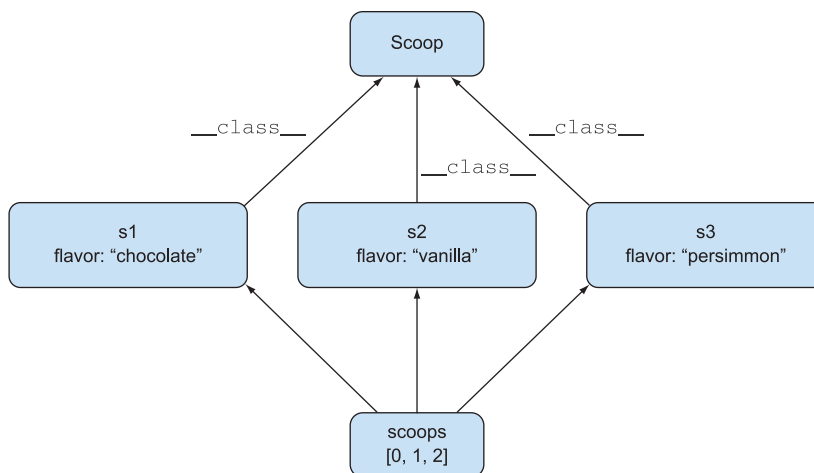 Scoop
__class__
__class__
__class__
s1
flavor: “chocolate”
s2
flavor: “vanilla”
s3
flavor: “persimmon”
scoops
[0, 1, 2]